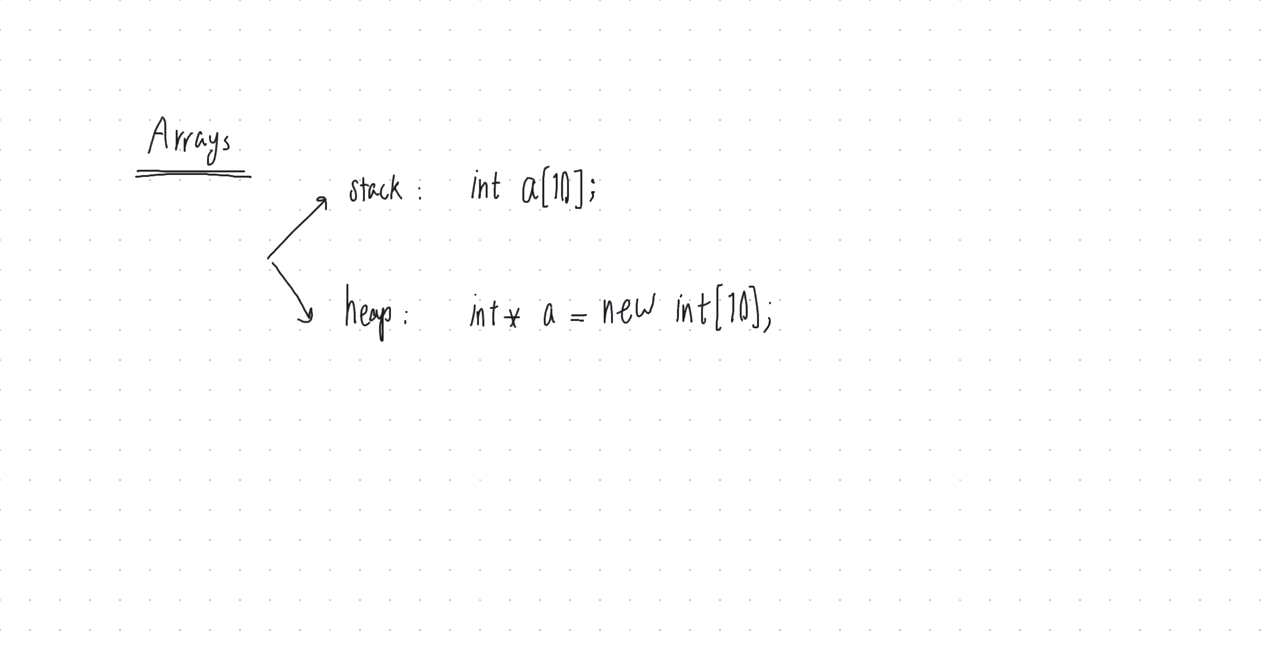 Arrays
stack : int a[10];
heap : int* a = new int[10];